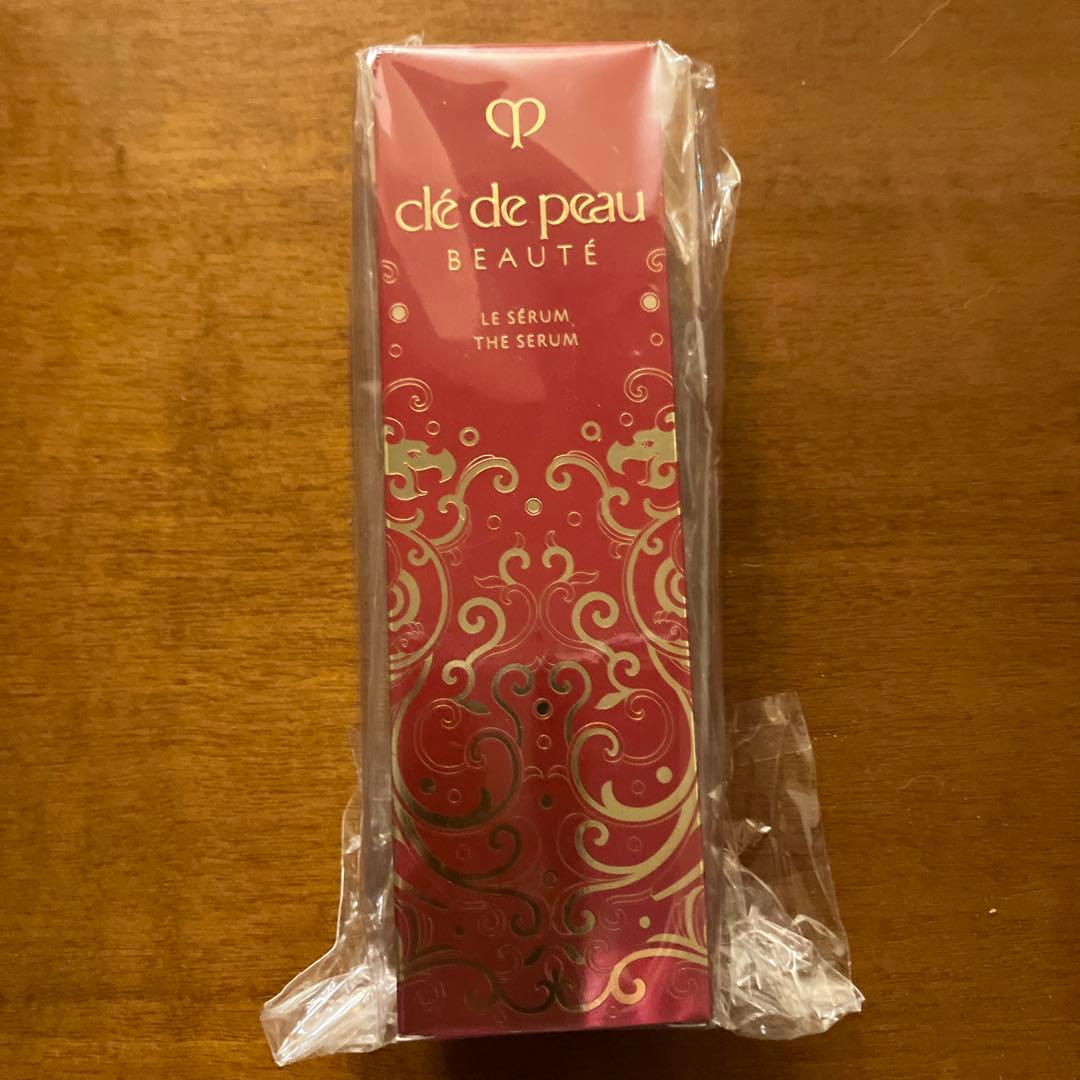 clé de peau
BEAUTÉ
LE SÉRUM
THE SERUM